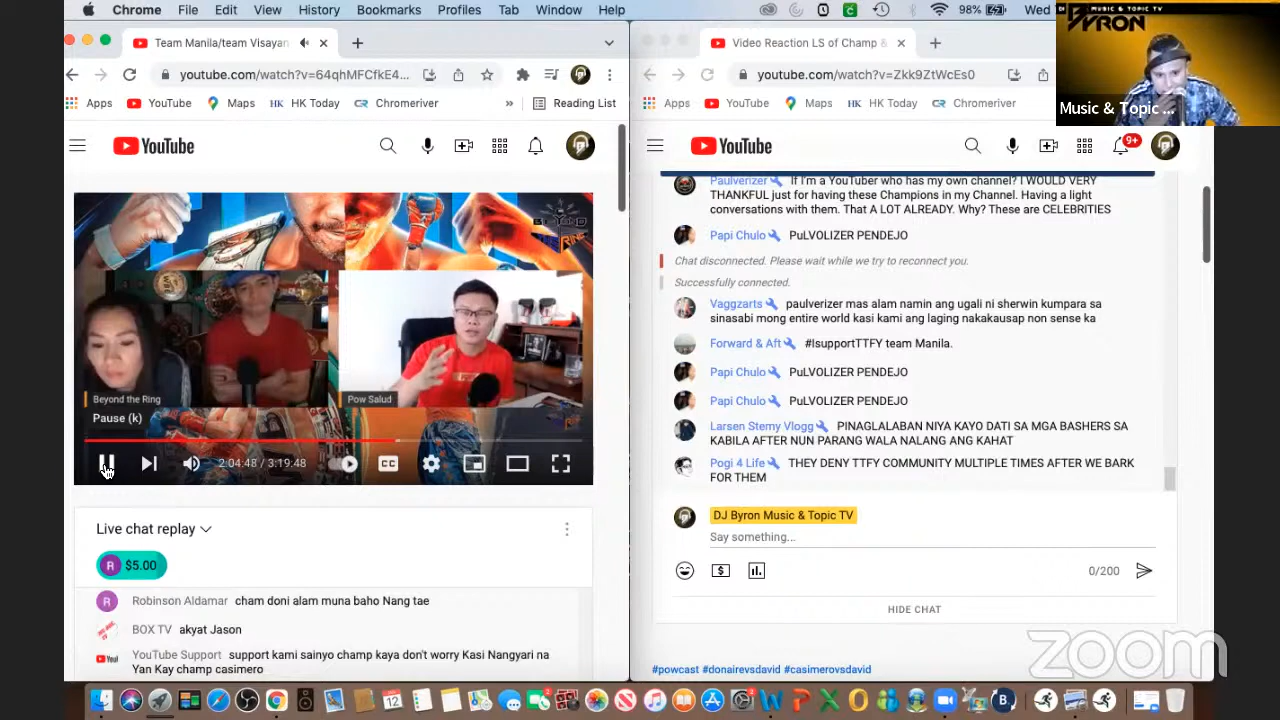 Chrome File Edit View History Bookmarks Profiles Tab Window Help
98% Wed
MUSIC & TOPIC TV
BYRON
Music & Topic ...
Team Manila/team Visayan
Video Reaction LS of Champ &
youtube.com/watch?v=64qhMFCfkE4...
youtube.com/watch?v=Zkk9ZtWcEs0
Apps YouTube Maps HK Today Chromeriver » Reading List
Apps YouTube Maps HK Today Chromeriver
YouTube
YouTube
9+
BEYOND
THE RING
Beyond the Ring
Pow Salud
Pause (k)
2:04:48 / 3:19:48
CC
Live chat replay
R $5.00
R Robinson Aldamar cham doni alam muna baho Nang tae
BOX TV akyat Jason
YouTube Support support kami sainyo champ kaya don't worry Kasi Nangyari na
Yan Kay champ casimero
Paulverizer If I'm a YouTuber who has my own channel? I WOULD VERY
THANKFUL just for having these Champions in my Channel. Having a light
conversations with them. That A LOT ALREADY. Why? These are CELEBRITIES
Papi Chulo PuLVOLIZER PENDEJO
Chat disconnected. Please wait while we try to reconnect you.
Successfully connected.
Vaggzarts paulverizer mas alam namin ang ugali ni sherwin kumpara sa
sinasabi mong entire world kasi kami ang laging nakakausap non sense ka
Forward & Aft #IsupportTTFY team Manila.
Papi Chulo PuLVOLIZER PENDEJO
Papi Chulo PuLVOLIZER PENDEJO
Larsen Stemy Vlogg PINAGLALABAN NIYA KAYO DATI SA MGA BASHERS SA
KABILA AFTER NUN PARANG WALA NALANG ANG KAHAT
Pogi 4 Life THEY DENY TTFY COMMUNITY MULTIPLE TIMES AFTER WE BARK
FOR THEM
DJ Byron Music & Topic TV
Say something...
0/200
HIDE CHAT
#powcast #donairevsdavid #casimerovsdavid
zoom